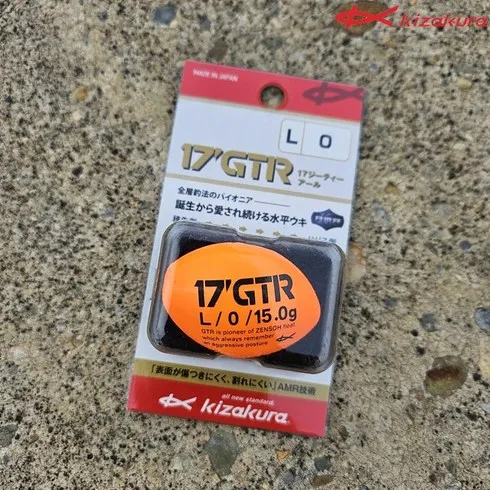 kizakura
MADE IN JAPAN
L 0
17'GTR 17ジーティーアール
全層釣法のパイオニア
誕生から愛され続ける水平ウキ
17'GTR
L/0/15.0g
GTR is pioneer of ZENSOH float
which always remember
an aggressive posture
「表面が傷つきにくく、割れにくい」AMR技術
all new standard.
kizakura